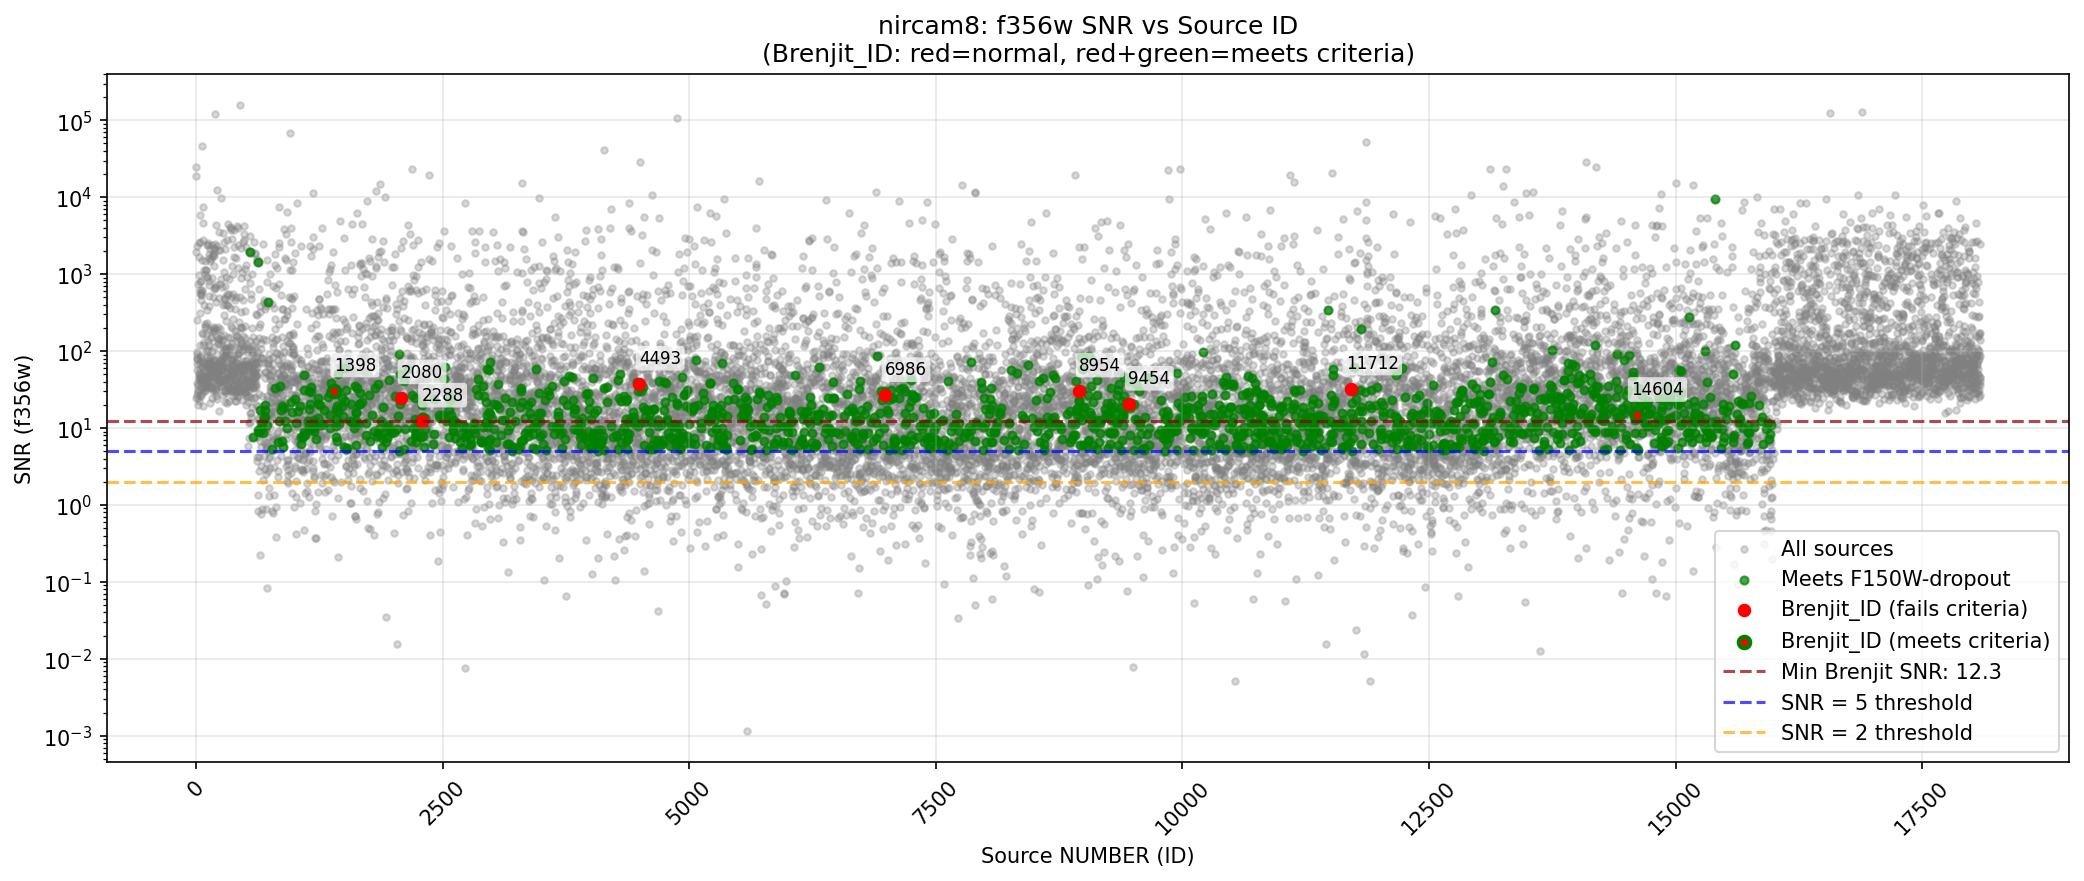 nircam8: f356w SNR vs Source ID
(Brenjit_ID: red=normal, red+green=meets criteria)
SNR (f356w)
10^5
10^4
10^3
10^2
10^1
10^0
10^-1
10^-2
10^-3
1398
2080
2288
4493
6986
8954
9454
11712
14604
All sources
Meets F150W-dropout
Brenjit_ID (fails criteria)
Brenjit_ID (meets criteria)
Min Brenjit SNR: 12.3
SNR = 5 threshold
SNR = 2 threshold
0
2500
5000
7500
10000
12500
15000
17500
Source NUMBER (ID)